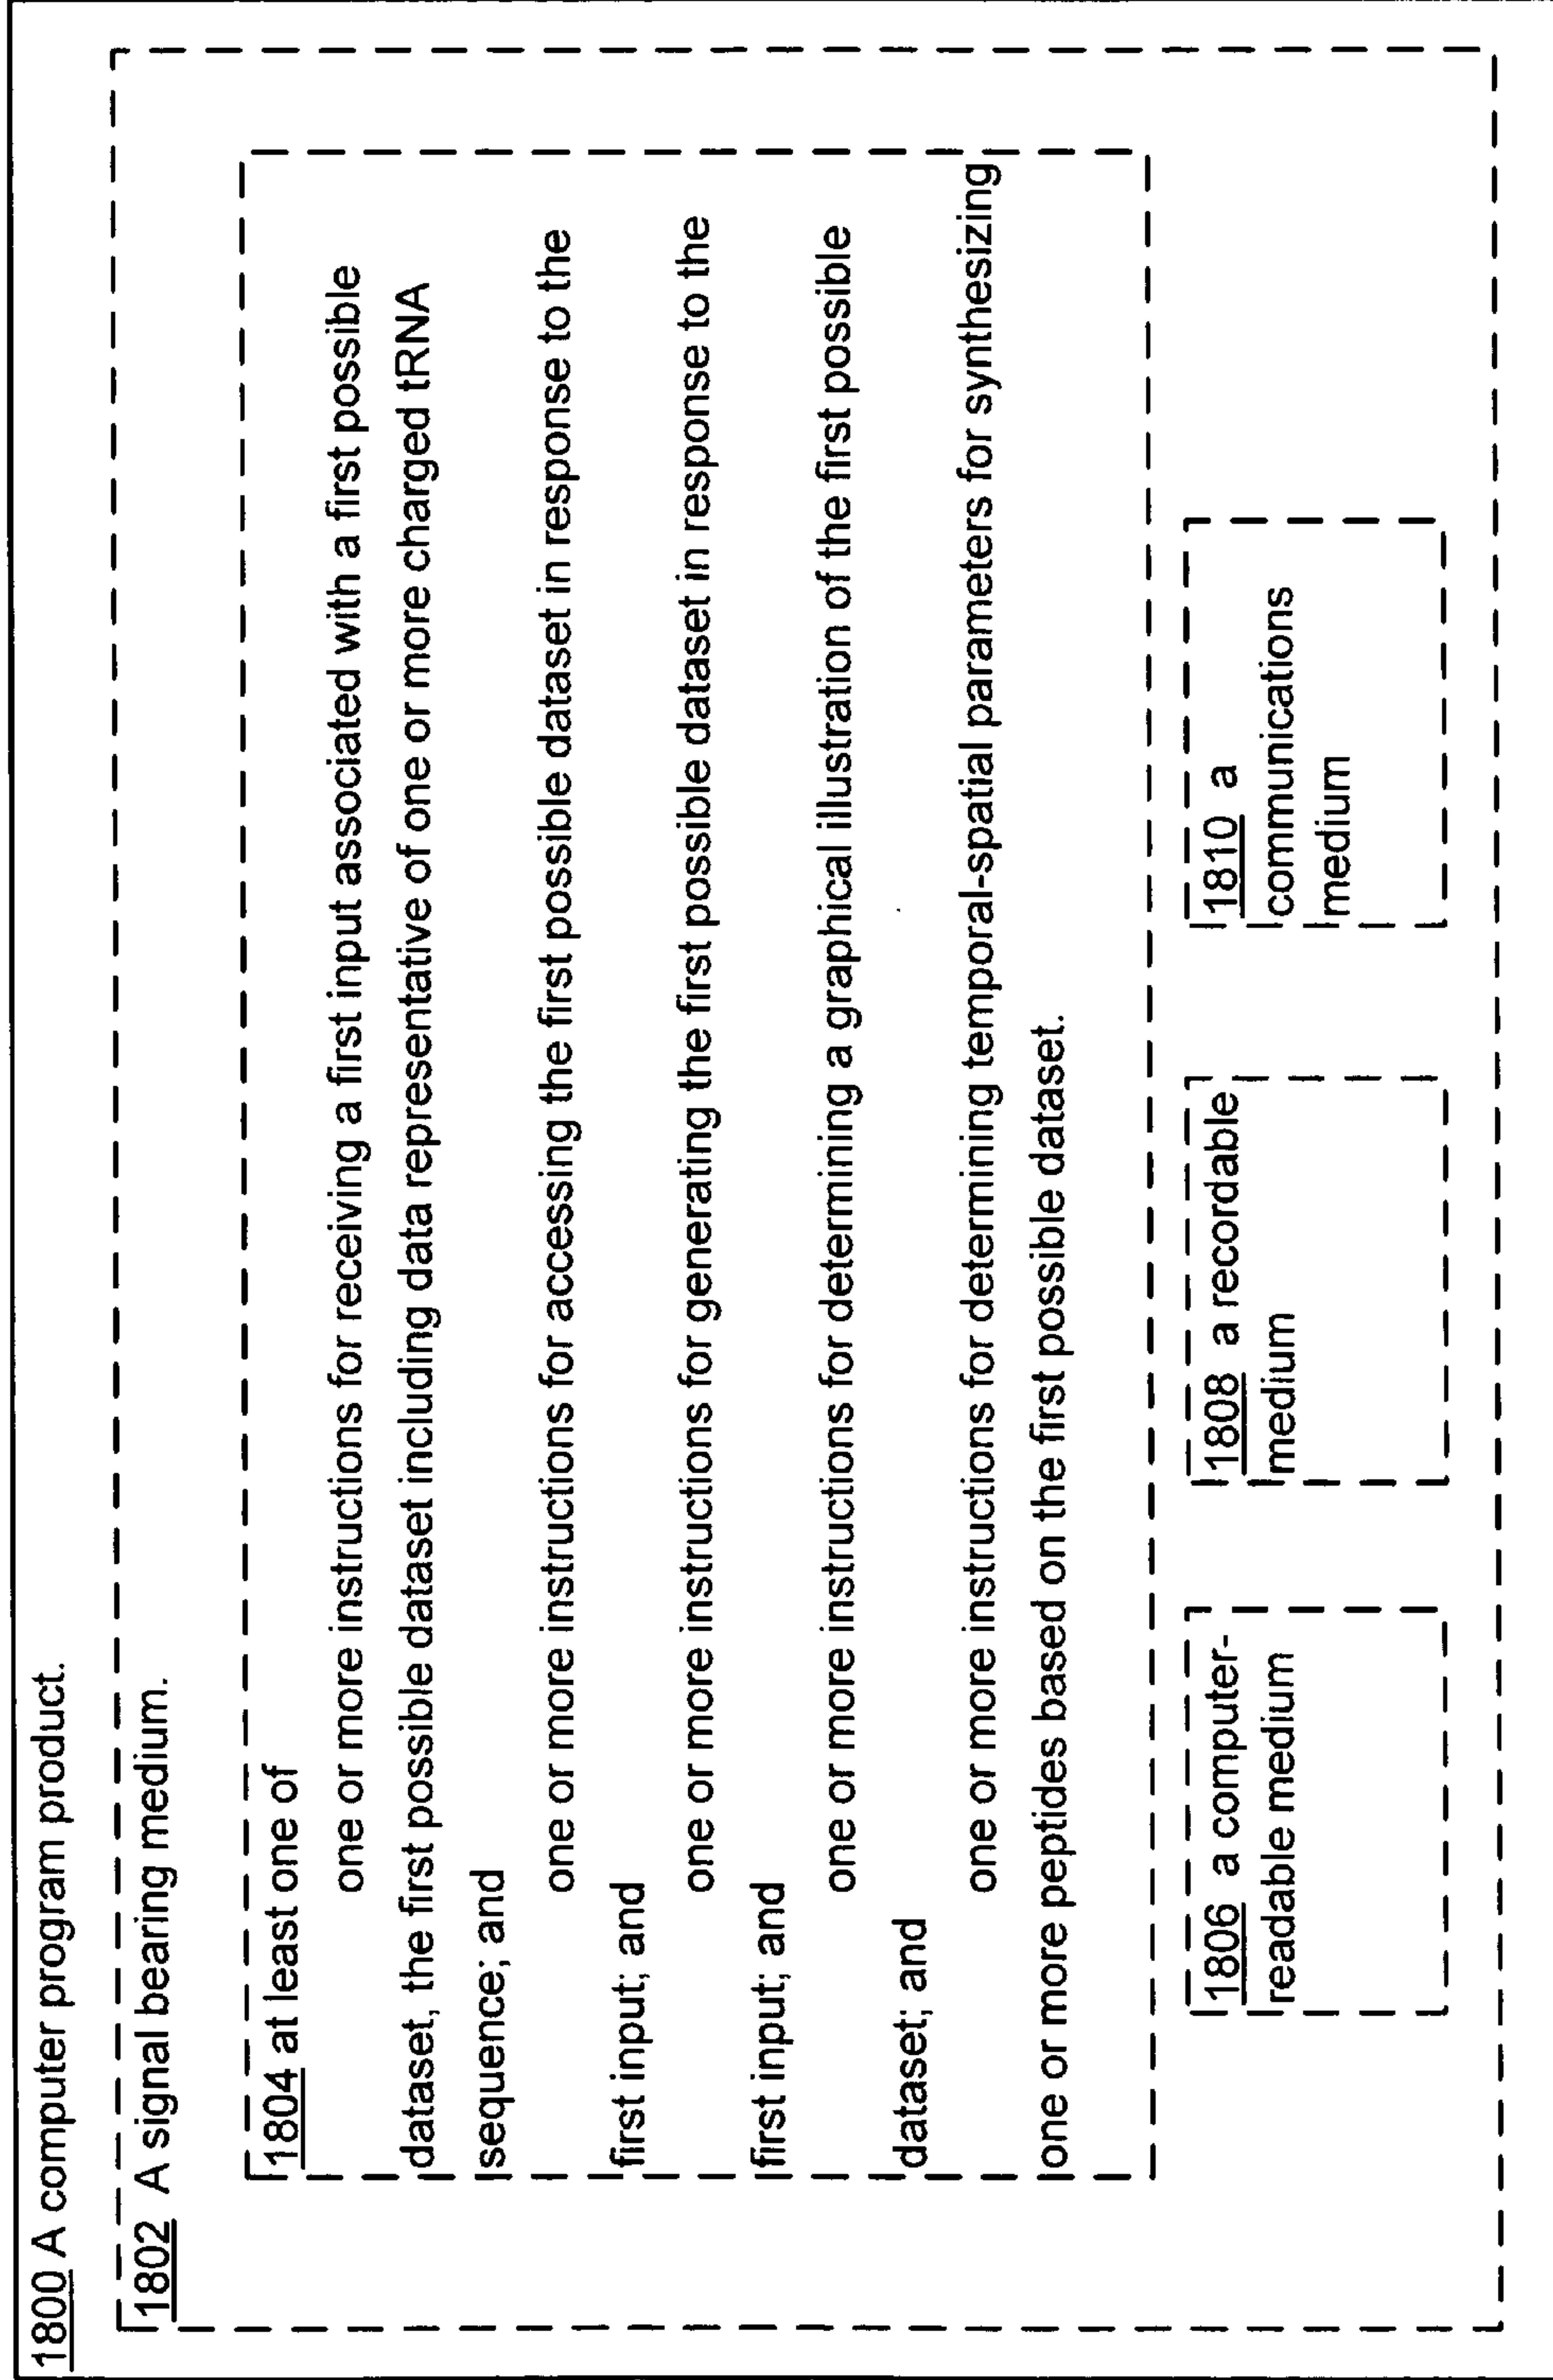 1800 A computer program product.
1802 A signal bearing medium.
1804 at least one of
one or more instructions for receiving a first input associated with a first possible
dataset, the first possible dataset including data representative of one or more charged tRNA
sequence; and
one or more instructions for accessing the first possible dataset in response to the
first input; and
one or more instructions for generating the first possible dataset in response to the
first input; and
one or more instructions for determining a graphical illustration of the first possible
dataset; and
one or more instructions for determining temporal-spatial parameters for synthesizing
one or more peptides based on the first possible dataset.
1806 a computer-
readable medium
1808 a recordable
medium
1810 a
communications
medium